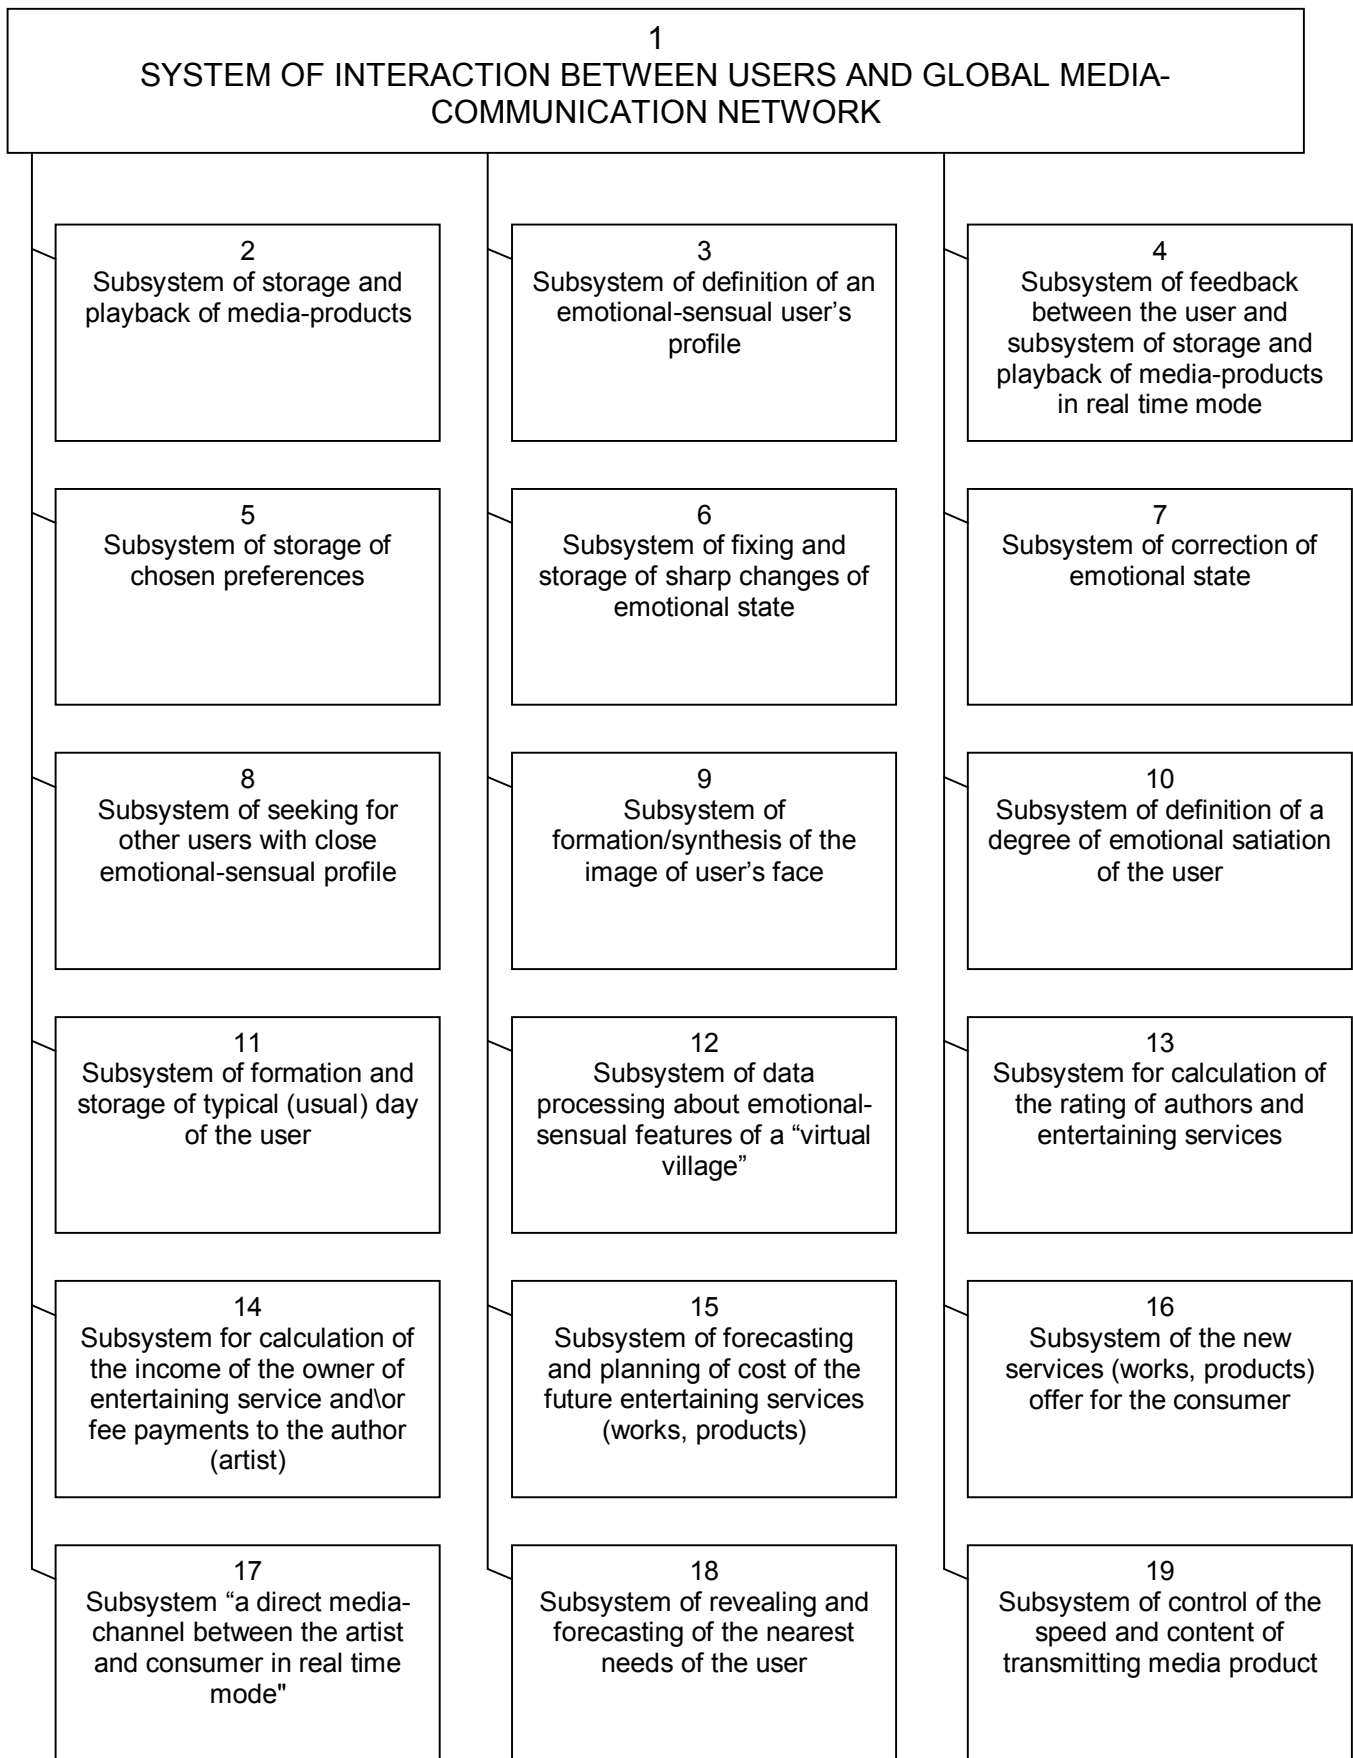 1
SYSTEM OF INTERACTION BETWEEN USERS AND GLOBAL MEDIA-
COMMUNICATION NETWORK
2
Subsystem of storage and
playback of media-products
3
Subsystem of definition of an
emotional-sensual user’s
profile
4
Subsystem of feedback
between the user and
subsystem of storage and
playback of media-products
in real time mode
5
Subsystem of storage of
chosen preferences
6
Subsystem of fixing and
storage of sharp changes of
emotional state
7
Subsystem of correction of
emotional state
8
Subsystem of seeking for
other users with close
emotional-sensual profile
9
Subsystem of
formation/synthesis of the
image of user’s face
10
Subsystem of definition of a
degree of emotional satiation
of the user
11
Subsystem of formation and
storage of typical (usual) day
of the user
12
Subsystem of data
processing about emotional-
sensual features of a “virtual
village”
13
Subsystem for calculation of
the rating of authors and
entertaining services
14
Subsystem for calculation of
the income of the owner of
entertaining service and\or
fee payments to the author
(artist)
15
Subsystem of forecasting
and planning of cost of the
future entertaining services
(works, products)
16
Subsystem of the new
services (works, products)
offer for the consumer
17
Subsystem “a direct media-
channel between the artist
and consumer in real time
mode"
18
Subsystem of revealing and
forecasting of the nearest
needs of the user
19
Subsystem of control of the
speed and content of
transmitting media product